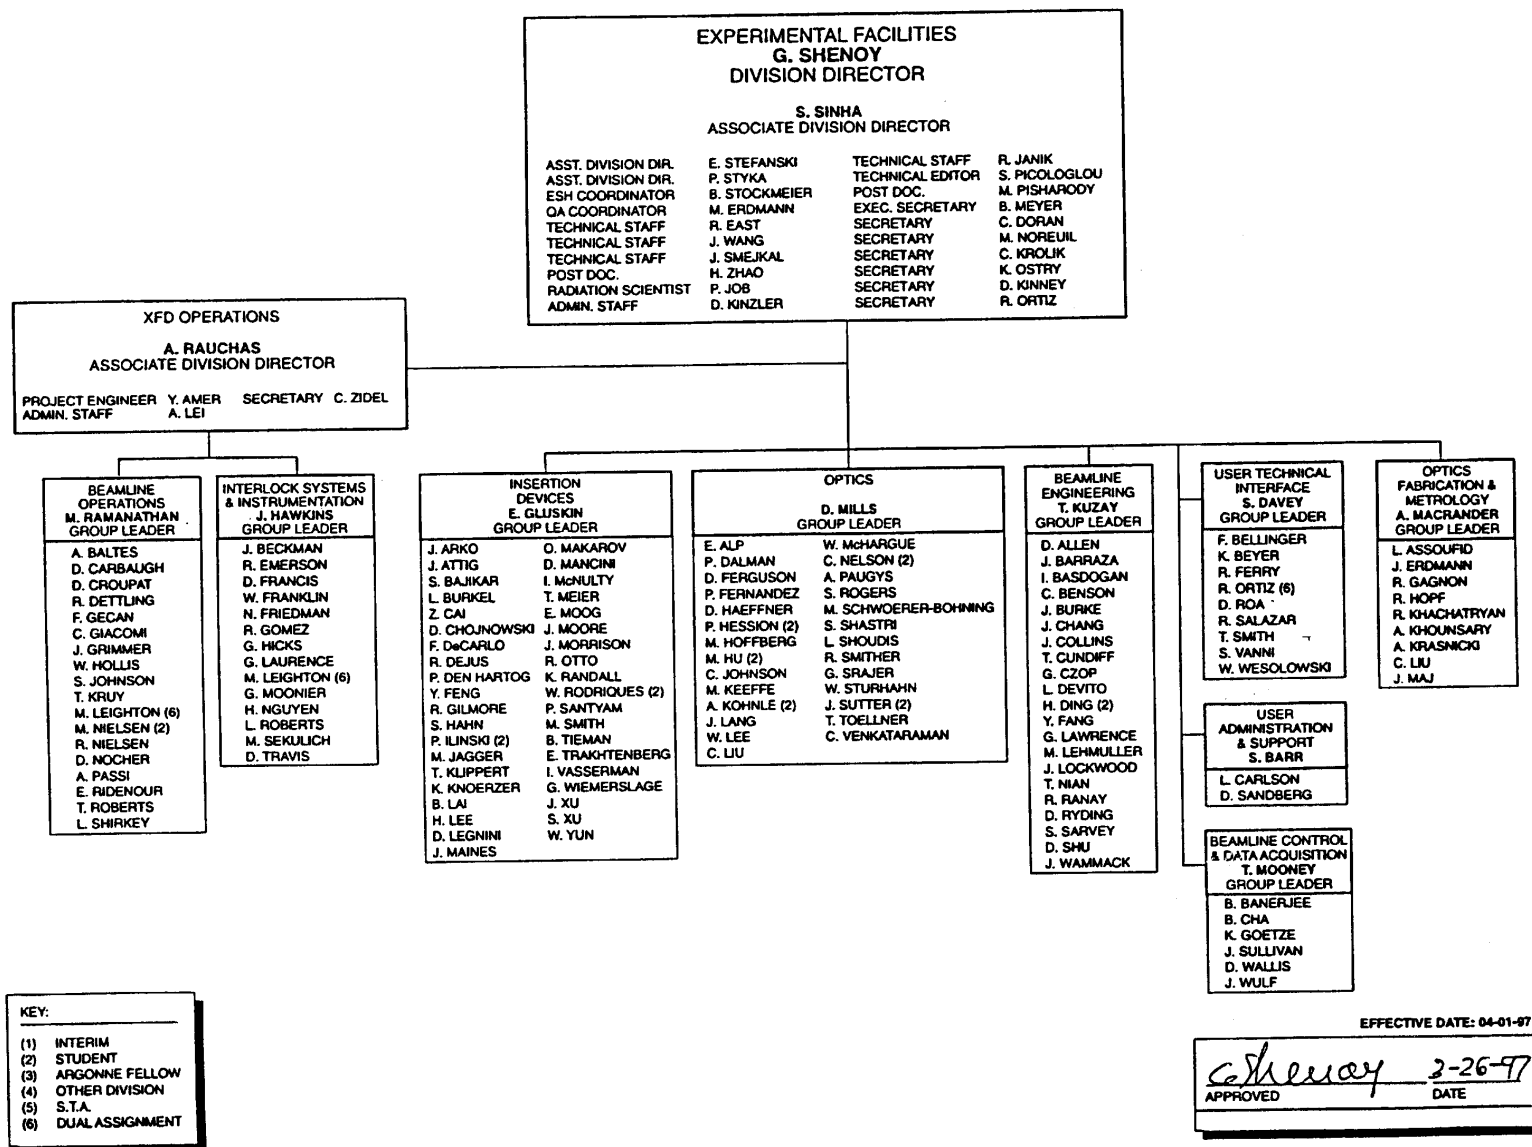 EXPERIMENTAL FACILITIES
G. SHENOY
DIVISION DIRECTOR
S. SINHA
ASSOCIATE DIVISION DIRECTOR
ASST. DIVISION DIR. E. STEFANSKI TECHNICAL STAFF R. JANIK
ASST. DIVISION DIR. P. STYKA TECHNICAL EDITOR S. PICOLOGLOU
ESH COORDINATOR B. STOCKMEIER POST DOC. M. PISHARODY
QA COORDINATOR M. ERDMANN EXEC. SECRETARY B. MEYER
TECHNICAL STAFF R. EAST SECRETARY C. DORAN
TECHNICAL STAFF J. WANG SECRETARY M. NOREUIL
TECHNICAL STAFF J. SMEJKAL SECRETARY C. KROLIK
POST DOC. H. ZHAO SECRETARY K. OSTRY
RADIATION SCIENTIST P. JOB SECRETARY D. KINNEY
ADMIN. STAFF D. KINZLER SECRETARY R. ORTIZ
XFD OPERATIONS
A. RAUCHAS
ASSOCIATE DIVISION DIRECTOR
PROJECT ENGINEER Y. AMER SECRETARY C. ZIDEL
ADMIN. STAFF A. LEI
BEAMLINE
OPERATIONS
M. RAMANATHAN
GROUP LEADER
A. BALTES
D. CARBAUGH
D. CROUPAT
R. DETTLING
F. GECAN
C. GIACOMI
J. GRIMMER
W. HOLLIS
S. JOHNSON
T. KRUY
M. LEIGHTON (6)
M. NIELSEN (2)
R. NIELSEN
D. NOCHER
A. PASSI
E. RIDENOUR
T. ROBERTS
L. SHIRKEY
INTERLOCK SYSTEMS
& INSTRUMENTATION
J. HAWKINS
GROUP LEADER
J. BECKMAN
R. EMERSON
D. FRANCIS
W. FRANKLIN
N. FRIEDMAN
R. GOMEZ
G. HICKS
G. LAURENCE
M. LEIGHTON (6)
G. MOONIER
H. NGUYEN
L. ROBERTS
M. SEKULICH
D. TRAVIS
INSERTION
DEVICES
E. GLUSKIN
GROUP LEADER
J. ARKO O. MAKAROV
J. ATTIG D. MANCINI
S. BAJIKAR I. McNULTY
L. BURKEL T. MEIER
Z. CAI E. MOOG
D. CHOJNOWSKI J. MOORE
F. DeCARLO J. MORRISON
R. DEJUS R. OTTO
P. DEN HARTOG K. RANDALL
Y. FENG W. RODRIQUES (2)
R. GILMORE P. SANTYAM
S. HAHN M. SMITH
P. ILINSKI (2) B. TIEMAN
M. JAGGER E. TRAKHTENBERG
T. KLIPPERT I. VASSERMAN
K. KNOERZER G. WIEMERSLAGE
B. LAI J. XU
H. LEE S. XU
D. LEGNINI W. YUN
J. MAINES
OPTICS
D. MILLS
GROUP LEADER
E. ALP W. McHARGUE
P. DALMAN C. NELSON (2)
D. FERGUSON A. PAUGYS
P. FERNANDEZ S. ROGERS
D. HAEFFNER M. SCHWOERER-BOHNING
P. HESSION (2) S. SHASTRI
M. HOFFBERG L. SHOUDIS
M. HU (2) R. SMITHER
C. JOHNSON G. SRAJER
M. KEEFFE W. STURHAHN
A. KOHNLE (2) J. SUTTER (2)
J. LANG T. TOELLNER
W. LEE C. VENKATARAMAN
C. LIU
BEAMLINE
ENGINEERING
T. KUZAY
GROUP LEADER
D. ALLEN
J. BARRAZA
I. BASDOGAN
C. BENSON
J. BURKE
J. CHANG
J. COLLINS
T. CUNDIFF
G. CZOP
L. DEVITO
H. DING (2)
Y. FANG
G. LAWRENCE
M. LEHMULLER
J. LOCKWOOD
T. NIAN
R. RANAY
D. RYDING
S. SARVEY
D. SHU
J. WAMMACK
USER TECHNICAL
INTERFACE
S. DAVEY
GROUP LEADER
F. BELLINGER
K. BEYER
R. FERRY
R. ORTIZ (6)
D. ROA
R. SALAZAR
T. SMITH
S. VANNI
W. WESOLOWSKI
USER
ADMINISTRATION
& SUPPORT
S. BARR
L. CARLSON
D. SANDBERG
BEAMLINE CONTROL
& DATA ACQUISITION
T. MOONEY
GROUP LEADER
B. BANERJEE
B. CHA
K. GOETZE
J. SULLIVAN
D. WALLIS
J. WULF
OPTICS
FABRICATION &
METROLOGY
A. MACRANDER
GROUP LEADER
L. ASSOUFID
J. ERDMANN
R. GAGNON
R. HOPF
R. KHACHATRYAN
A. KHOUNSARY
A. KRASNICKI
C. LIU
J. MAJ
KEY:
(1) INTERIM
(2) STUDENT
(3) ARGONNE FELLOW
(4) OTHER DIVISION
(5) S.T.A.
(6) DUAL ASSIGNMENT
EFFECTIVE DATE: 04-01-97
G. Shenoy 3-26-97
APPROVED DATE